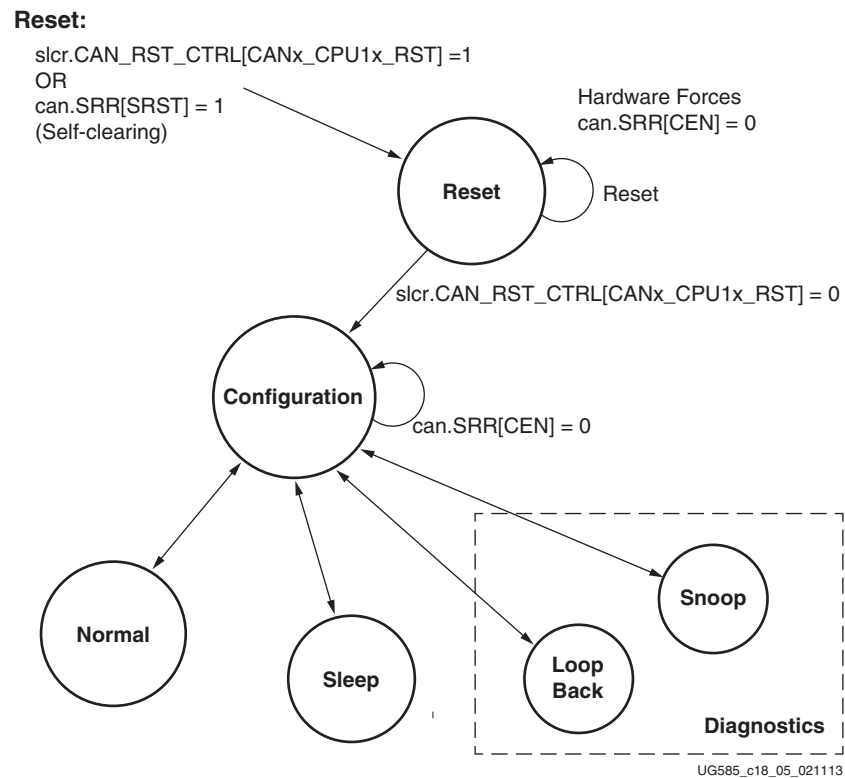 Reset:
slcr.CAN_RST_CTRL[CANx_CPU1x_RST] =1
OR
can.SRR[SRST] = 1
(Self-clearing)
Hardware Forces
can.SRR[CEN] = 0
Reset
Reset
slcr.CAN_RST_CTRL[CANx_CPU1x_RST] = 0
Configuration
can.SRR[CEN] = 0
Normal
Sleep
Loop
Back
Snoop
Diagnostics
UG585_c18_05_021113